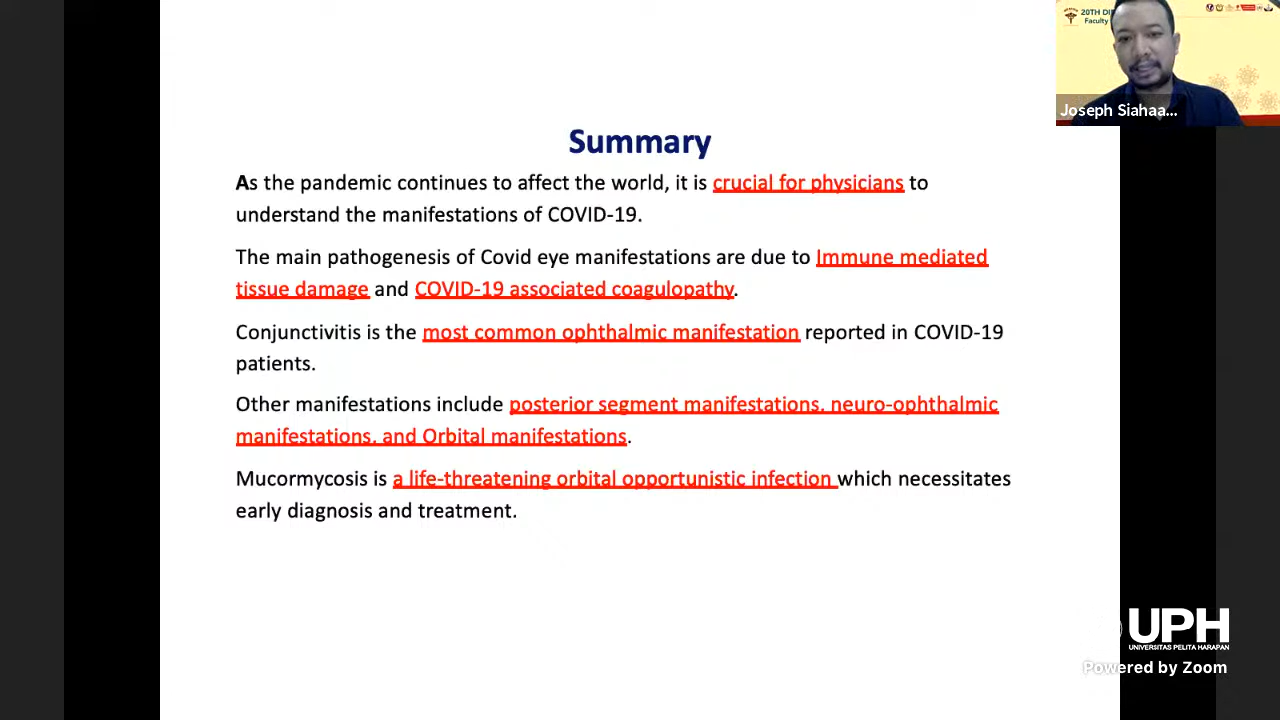 20TH DI
Faculty
Joseph Siahaa...
Summary
As the pandemic continues to affect the world, it is crucial for physicians to
understand the manifestations of COVID-19.
The main pathogenesis of Covid eye manifestations are due to Immune mediated
tissue damage and COVID-19 associated coagulopathy.
Conjunctivitis is the most common ophthalmic manifestation reported in COVID-19
patients.
Other manifestations include posterior segment manifestations, neuro-ophthalmic
manifestations, and Orbital manifestations.
Mucormycosis is a life-threatening orbital opportunistic infection which necessitates
early diagnosis and treatment.
UPH
UNIVERSITAS PELITA HARAPAN
Powered by Zoom